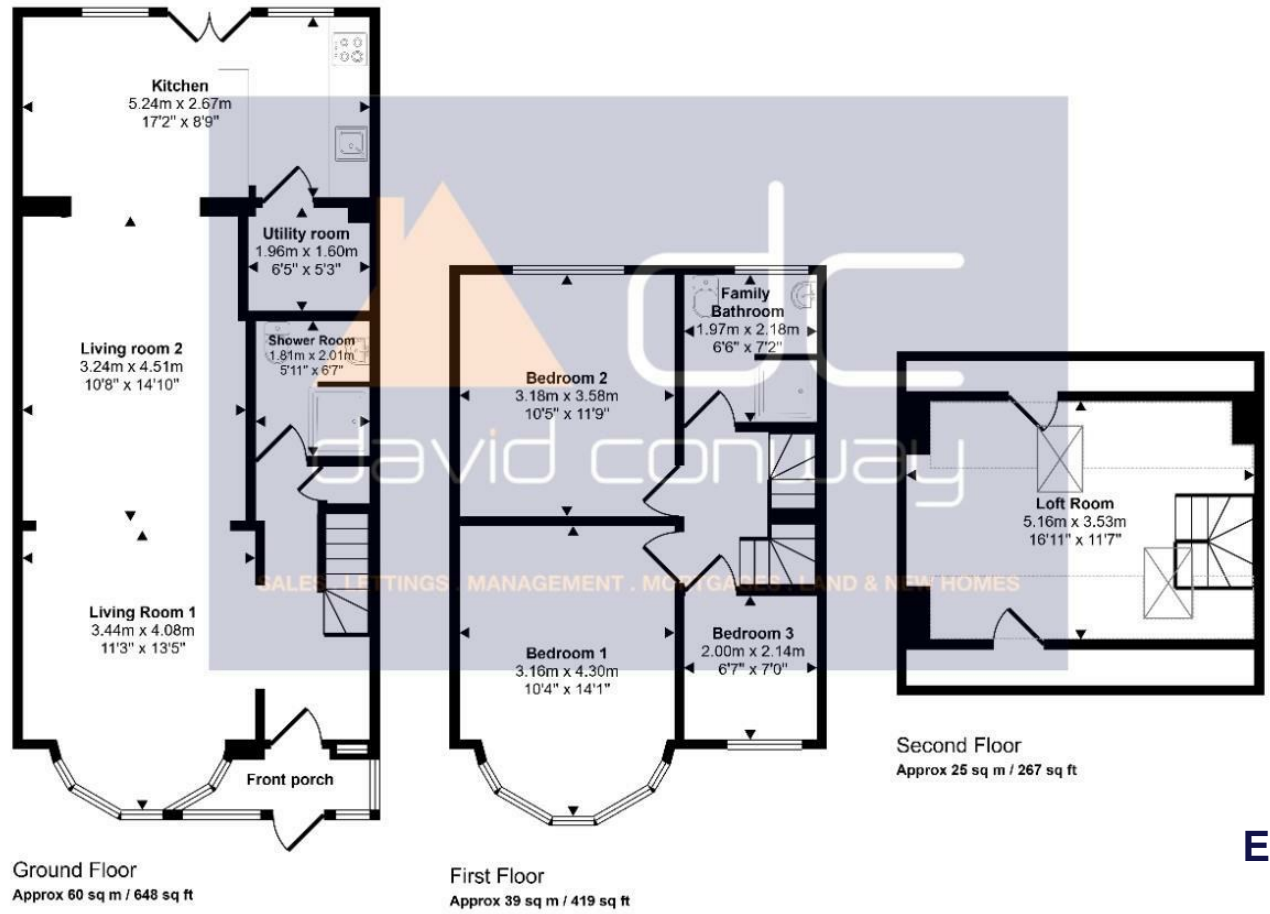 Kitchen
5.24m x 2.67m
17'2" x 8'9"
Utility room
1.96m x 1.60m
6'5" x 5'3"
Living room 2
3.24m x 4.51m
10'8" x 14'10"
Shower Room
1.81m x 2.01m
5'11" x 6'7"
Living Room 1
3.44m x 4.08m
11'3" x 13'5"
Front porch
Ground Floor
Approx 60 sq m / 648 sq ft
Family
Bathroom
1.97m x 2.18m
6'6" x 7'2"
Bedroom 2
3.18m x 3.58m
10'5" x 11'9"
Bedroom 1
3.16m x 4.30m
10'4" x 14'1"
Bedroom 3
2.00m x 2.14m
6'7" x 7'0"
First Floor
Approx 39 sq m / 419 sq ft
Loft Room
5.16m x 3.53m
16'11" x 11'7"
Second Floor
Approx 25 sq m / 267 sq ft
dc
david conway
SALES . LETTINGS . MANAGEMENT . MORTGAGES . LAND & NEW HOMES
E